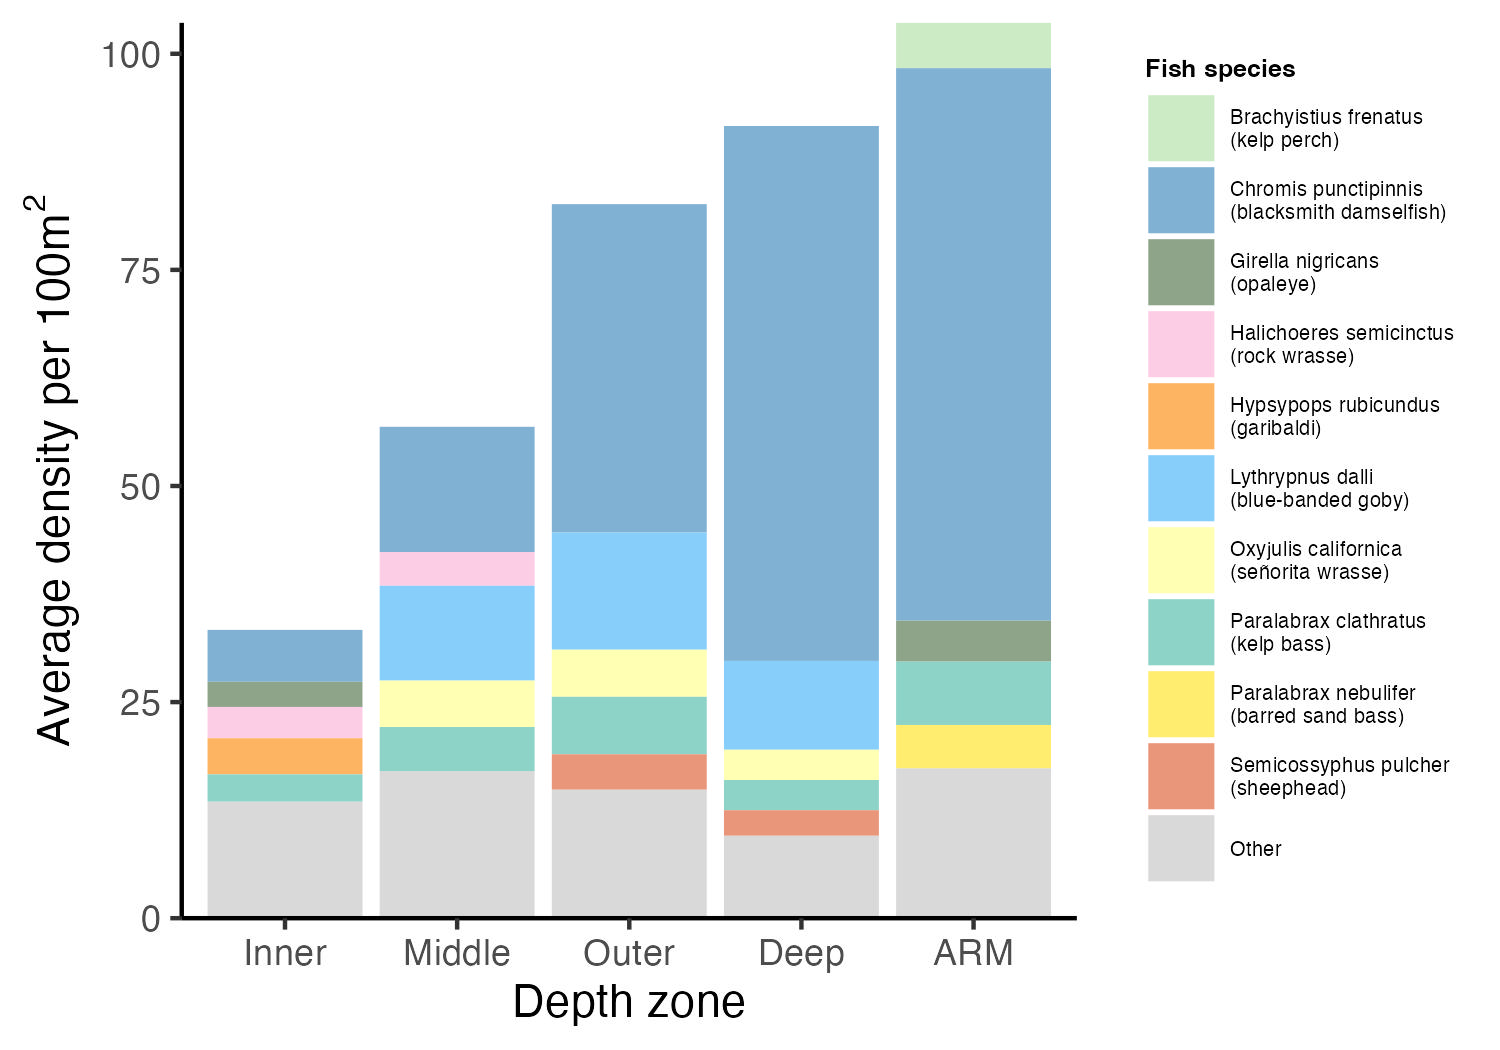 100
75
50
25
0
Average density per 100m²
Inner Middle Outer Deep ARM
Depth zone
Fish species
Brachyistius frenatus
(kelp perch)
Chromis punctipinnis
(blacksmith damselfish)
Girella nigricans
(opaleye)
Halichoeres semicinctus
(rock wrasse)
Hypsypops rubicundus
(garibaldi)
Lythrypnus dalli
(blue-banded goby)
Oxyjulis californica
(señorita wrasse)
Paralabrax clathratus
(kelp bass)
Paralabrax nebulifer
(barred sand bass)
Semicossyphus pulcher
(sheephead)
Other